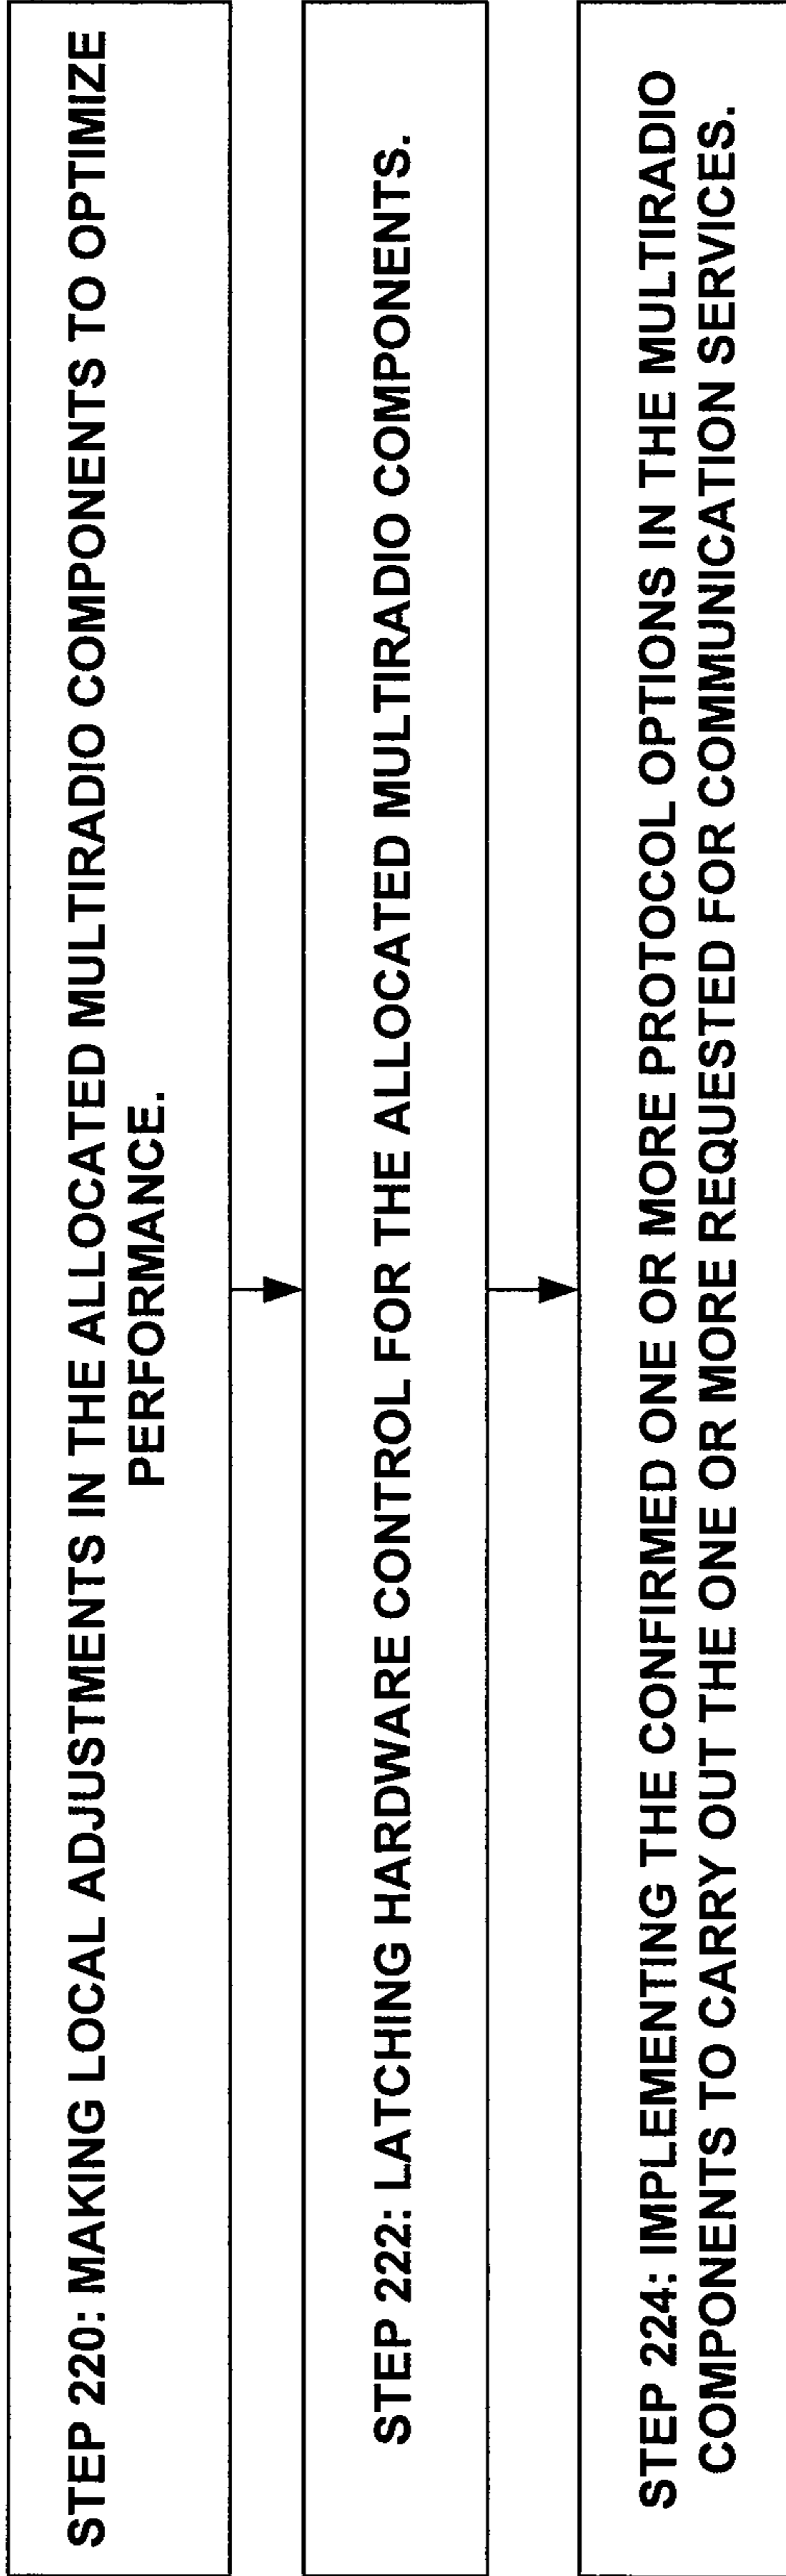 STEP 220: MAKING LOCAL ADJUSTMENTS IN THE ALLOCATED MULTIRADIO COMPONENTS TO OPTIMIZE
PERFORMANCE.
STEP 222: LATCHING HARDWARE CONTROL FOR THE ALLOCATED MULTIRADIO COMPONENTS.
STEP 224: IMPLEMENTING THE CONFIRMED ONE OR MORE PROTOCOL OPTIONS IN THE MULTIRADIO
COMPONENTS TO CARRY OUT THE ONE OR MORE REQUESTED FOR COMMUNICATION SERVICES.